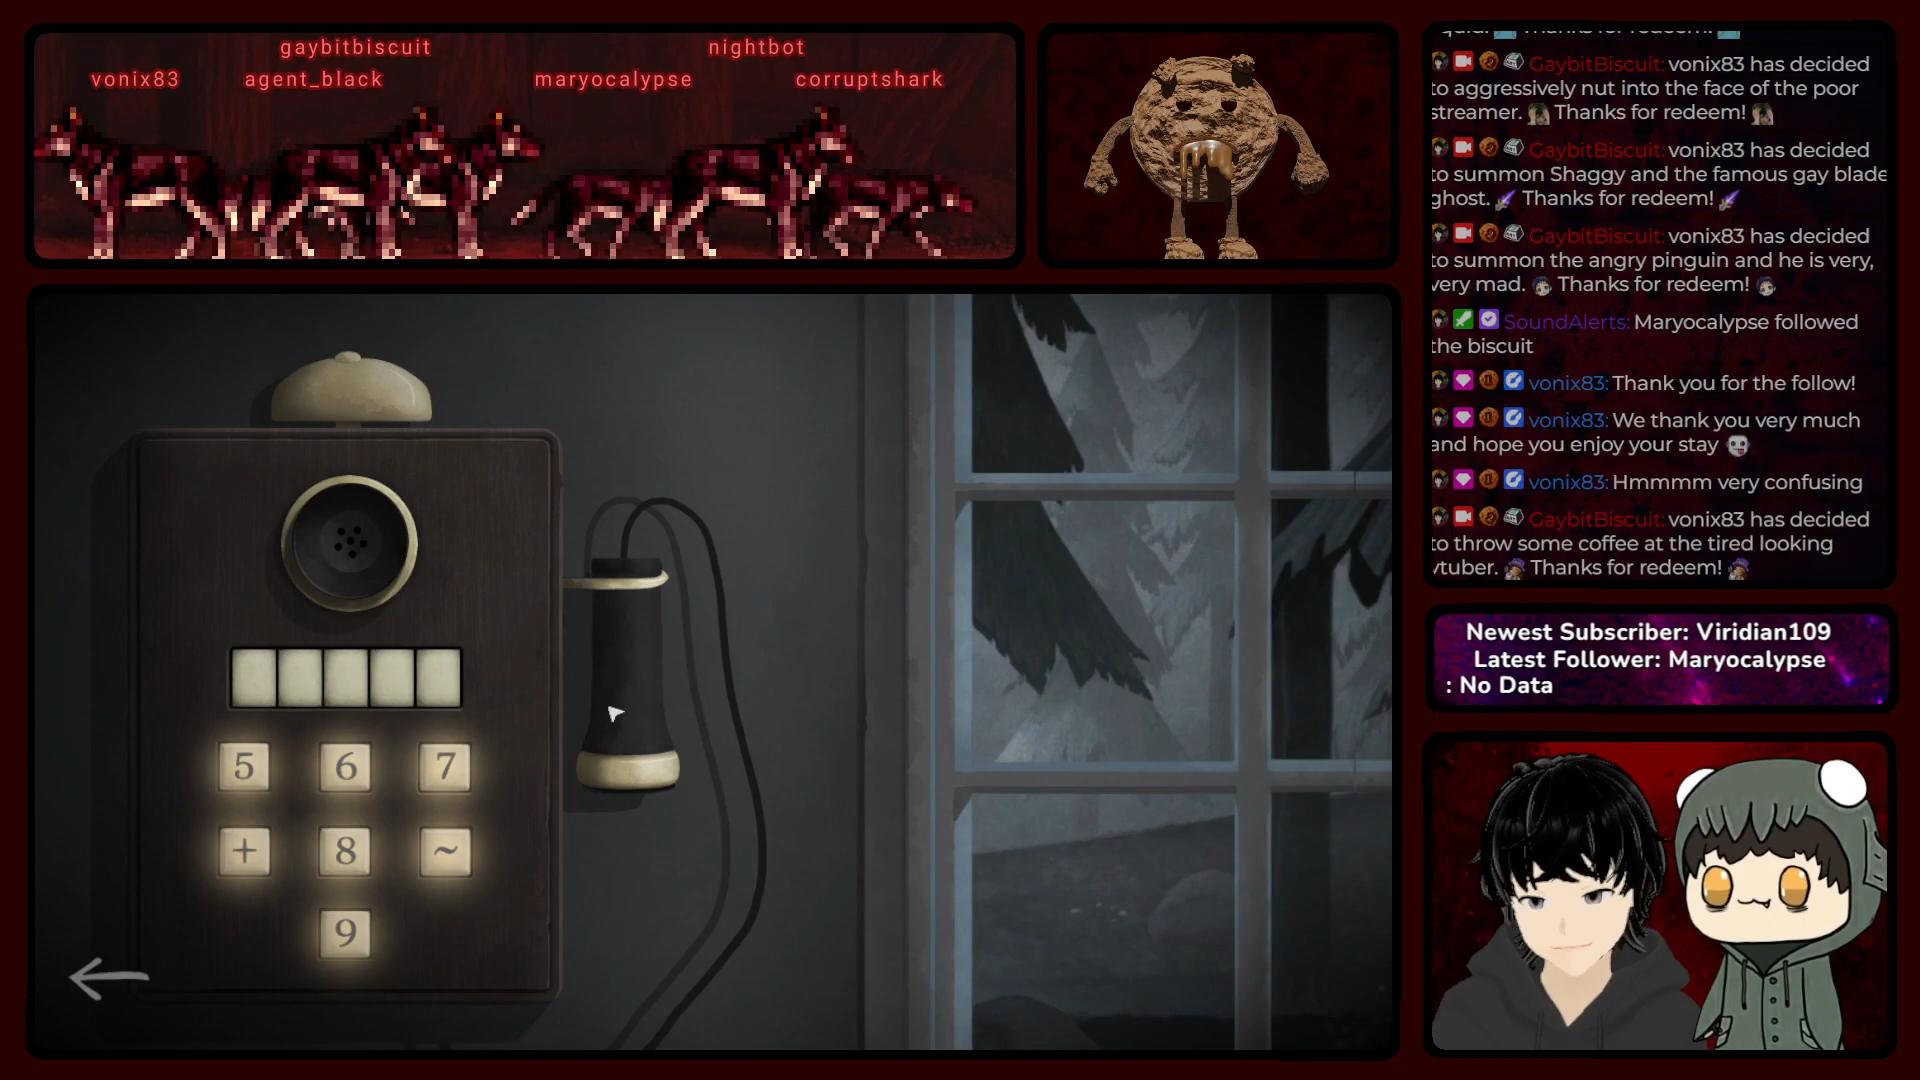 gaybitbiscuit
nightbot
vonix83
agent_black
maryocalypse
corruptshark
GaybitBiscuit: vonix83 has decided
to aggressively nut into the face of the poor
streamer. Thanks for redeem!
GaybitBiscuit: vonix83 has decided
to summon Shaggy and the famous gay blade
ghost. Thanks for redeem!
GaybitBiscuit: vonix83 has decided
to summon the angry pinguin and he is very,
very mad. Thanks for redeem!
SoundAlerts: Maryocalypse followed
the biscuit
vonix83: Thank you for the follow!
vonix83: We thank you very much
and hope you enjoy your stay
vonix83: Hmmmm very confusing
GaybitBiscuit: vonix83 has decided
to throw some coffee at the tired looking
vtuber. Thanks for redeem!
5 6 7
+ 8 ~
9
Newest Subscriber: Viridian109
Latest Follower: Maryocalypse
: No Data